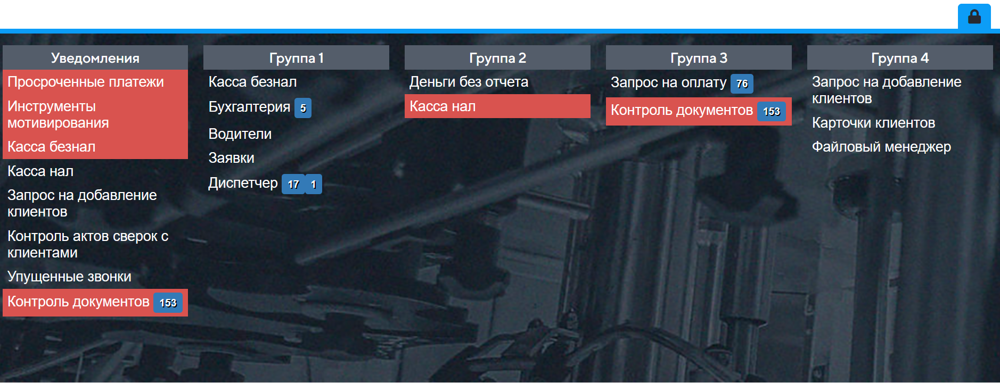 Уведомления
Просроченные платежи
Инструменты
мотивирования
Касса безнал
Касса нал
Запрос на добавление
клиентов
Контроль актов сверок с
клиентами
Упущенные звонки
Контроль документов 153
Группа 1
Касса безнал
Бухгалтерия 5
Водители
Заявки
Диспетчер 17 1
Группа 2
Деньги без отчета
Касса нал
Группа 3
Запрос на оплату 76
Контроль документов 153
Группа 4
Запрос на добавление
клиентов
Карточки клиентов
Файловый менеджер